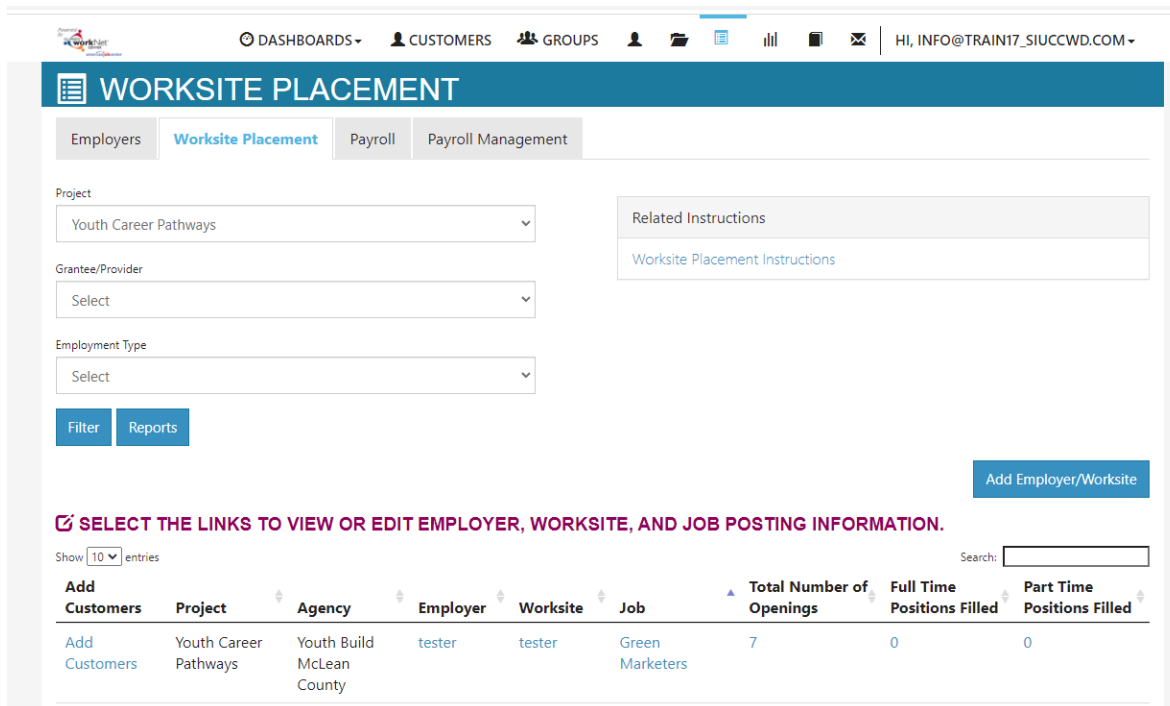 Powered by
workNet
CENTER
DASHBOARDS
CUSTOMERS
GROUPS
HI, INFO@TRAIN17_SIUCCWD.COM
WORKSITE PLACEMENT
Employers
Worksite Placement
Payroll
Payroll Management
Project
Youth Career Pathways
Related Instructions
Worksite Placement Instructions
Grantee/Provider
Select
Employment Type
Select
Filter
Reports
Add Employer/Worksite
SELECT THE LINKS TO VIEW OR EDIT EMPLOYER, WORKSITE, AND JOB POSTING INFORMATION.
Show 10 entries
Search:
Add Customers
Project
Agency
Employer
Worksite
Job
Total Number of Openings
Full Time Positions Filled
Part Time Positions Filled
Add Customers
Youth Career Pathways
Youth Build McLean County
tester
tester
Green Marketers
7
0
0